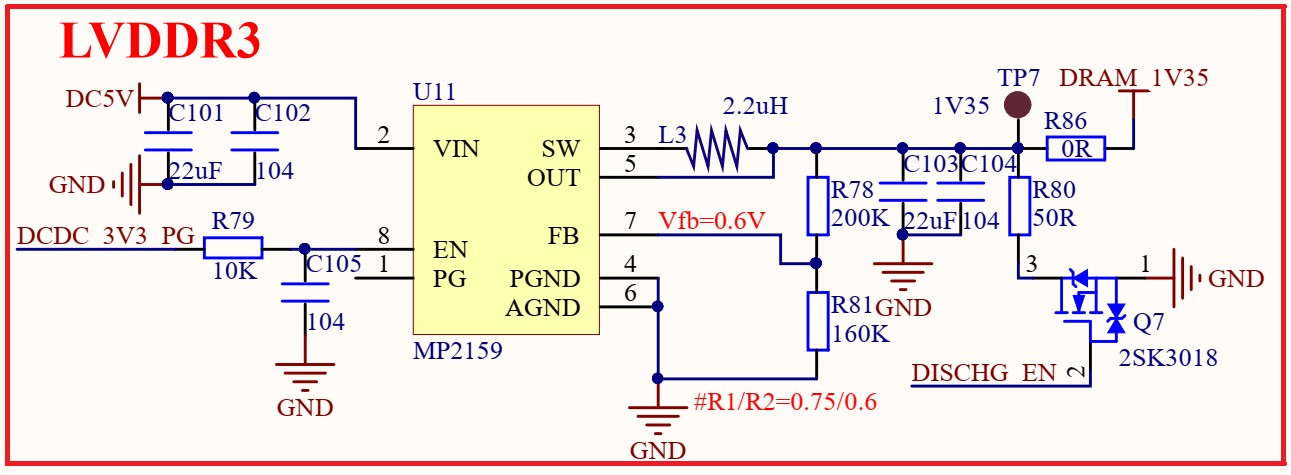 LVDDR3
TP7
DRAM_1V35
DC5V
C101
C102
U11
2.2uH
1V35
R86
0R
2
VIN
SW
3
L3
22uF
104
OUT
5
C103
C104
GND
R78
200K
R80
50R
R79
DCDC_3V3_PG
10K
8
EN
FB
7
Vfb=0.6V
22uF
104
C105
1
PG
PGND
4
3
1
GND
104
AGND
6
GND
R81
160K
Q7
MP2159
2SK3018
GND
DISCHG_EN
2
#R1/R2=0.75/0.6
GND